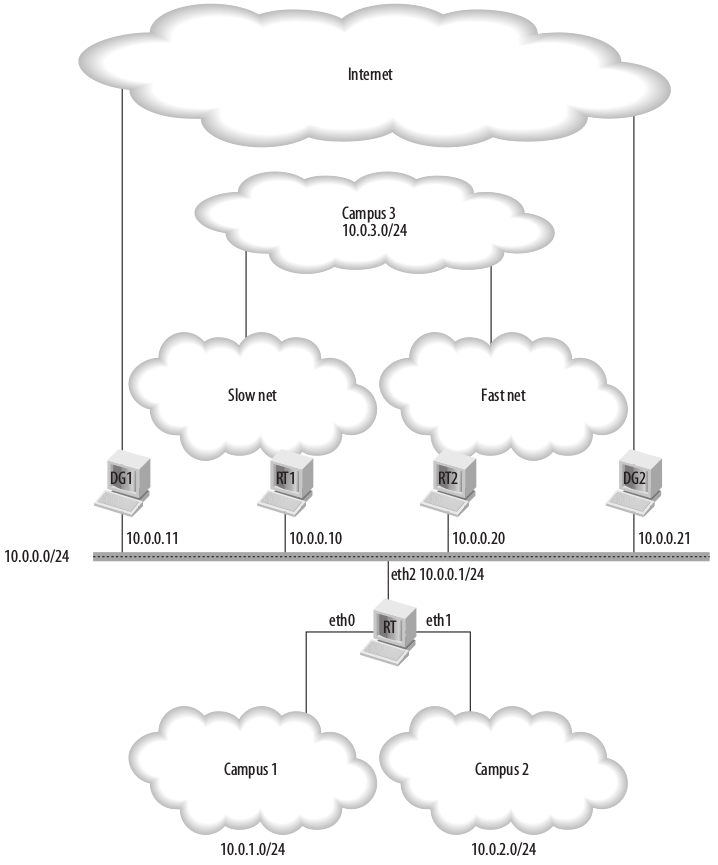 Internet
Campus 3
10.0.3.0/24
Slow net
Fast net
DG1
RT1
RT2
DG2
10.0.0.11
10.0.0.10
10.0.0.20
10.0.0.21
10.0.0.0/24
eth2 10.0.0.1/24
eth0
RT
eth1
Campus 1
Campus 2
10.0.1.0/24
10.0.2.0/24